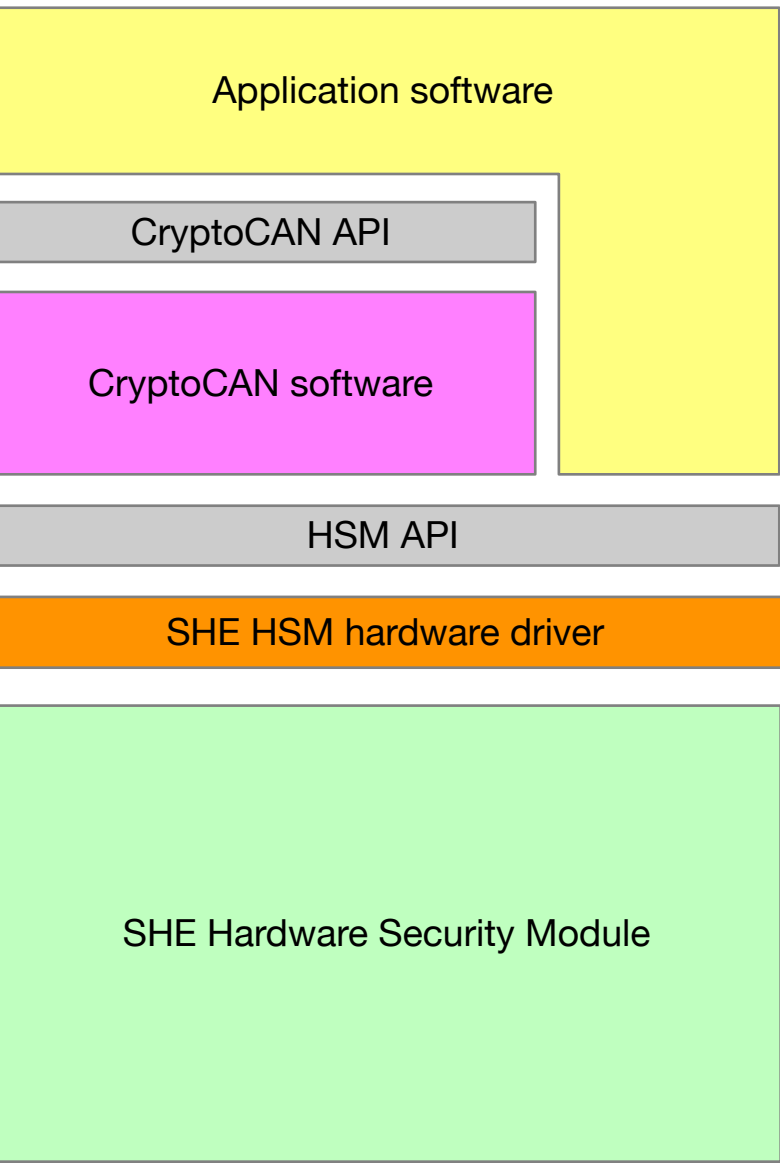 Application software
CryptoCAN API
CryptoCAN software
HSM API
SHE HSM hardware driver
SHE Hardware Security Module